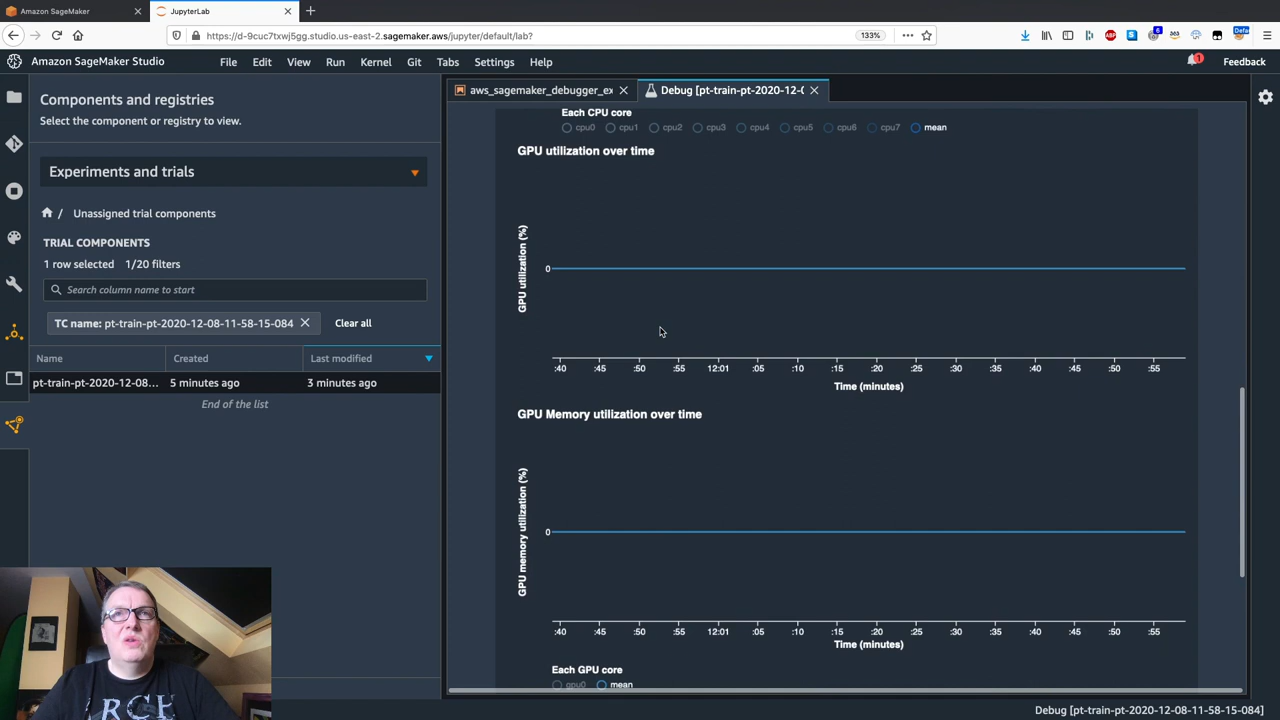 Amazon SageMaker
JupyterLab
https://d-9cuc7txwj5gg.studio.us-east-2.sagemaker.aws/jupyter/default/lab?
133%
6
Defa
Amazon SageMaker Studio
File
Edit
View
Run
Kernel
Git
Tabs
Settings
Help
1
Feedback
Components and registries
Select the component or registry to view.
aws_sagemaker_debugger_ex
Debug [pt-train-pt-2020-12-0
Each CPU core
cpu0
cpu1
cpu2
cpu3
cpu4
cpu5
cpu6
cpu7
mean
Experiments and trials
/ Unassigned trial components
TRIAL COMPONENTS
1 row selected 1/20 filters
Search column name to start
TC name: pt-train-pt-2020-12-08-11-58-15-084
Clear all
Name
Created
Last modified
pt-train-pt-2020-12-08...
5 minutes ago
3 minutes ago
End of the list
GPU utilization over time
GPU utilization (%)
0
:40 :45 :50 :55 12:01 :05 :10 :15 :20 :25 :30 :35 :40 :45 :50 :55
Time (minutes)
GPU Memory utilization over time
GPU memory utilization (%)
0
:40 :45 :50 :55 12:01 :05 :10 :15 :20 :25 :30 :35 :40 :45 :50 :55
Time (minutes)
Each GPU core
gpu0
mean
Debug [pt-train-pt-2020-12-08-11-58-15-084]